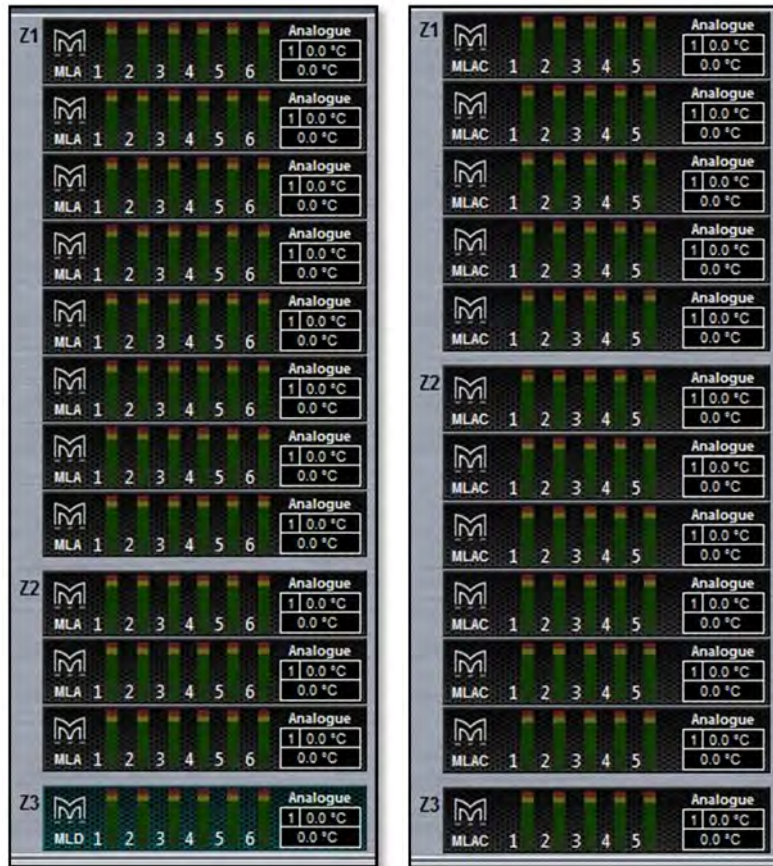 Z1 Analogue
1 0.0 °C
MLA 1 2 3 4 5 6 0.0 °C
Analogue
1 0.0 °C
MLA 1 2 3 4 5 6 0.0 °C
Analogue
1 0.0 °C
MLA 1 2 3 4 5 6 0.0 °C
Analogue
1 0.0 °C
MLA 1 2 3 4 5 6 0.0 °C
Analogue
1 0.0 °C
MLA 1 2 3 4 5 6 0.0 °C
Analogue
1 0.0 °C
MLA 1 2 3 4 5 6 0.0 °C
Analogue
1 0.0 °C
MLA 1 2 3 4 5 6 0.0 °C
Analogue
1 0.0 °C
MLA 1 2 3 4 5 6 0.0 °C
Z2 Analogue
1 0.0 °C
MLA 1 2 3 4 5 6 0.0 °C
Analogue
1 0.0 °C
MLA 1 2 3 4 5 6 0.0 °C
Analogue
1 0.0 °C
MLA 1 2 3 4 5 6 0.0 °C
Z3 Analogue
1 0.0 °C
MLD 1 2 3 4 5 6 0.0 °C
Z1 Analogue
1 0.0 °C
MLAC 1 2 3 4 5 0.0 °C
Analogue
1 0.0 °C
MLAC 1 2 3 4 5 0.0 °C
Analogue
1 0.0 °C
MLAC 1 2 3 4 5 0.0 °C
Analogue
1 0.0 °C
MLAC 1 2 3 4 5 0.0 °C
Analogue
1 0.0 °C
MLAC 1 2 3 4 5 0.0 °C
Z2 Analogue
1 0.0 °C
MLAC 1 2 3 4 5 0.0 °C
Analogue
1 0.0 °C
MLAC 1 2 3 4 5 0.0 °C
Analogue
1 0.0 °C
MLAC 1 2 3 4 5 0.0 °C
Analogue
1 0.0 °C
MLAC 1 2 3 4 5 0.0 °C
Analogue
1 0.0 °C
MLAC 1 2 3 4 5 0.0 °C
Analogue
1 0.0 °C
MLAC 1 2 3 4 5 0.0 °C
Z3 Analogue
1 0.0 °C
MLAC 1 2 3 4 5 0.0 °C